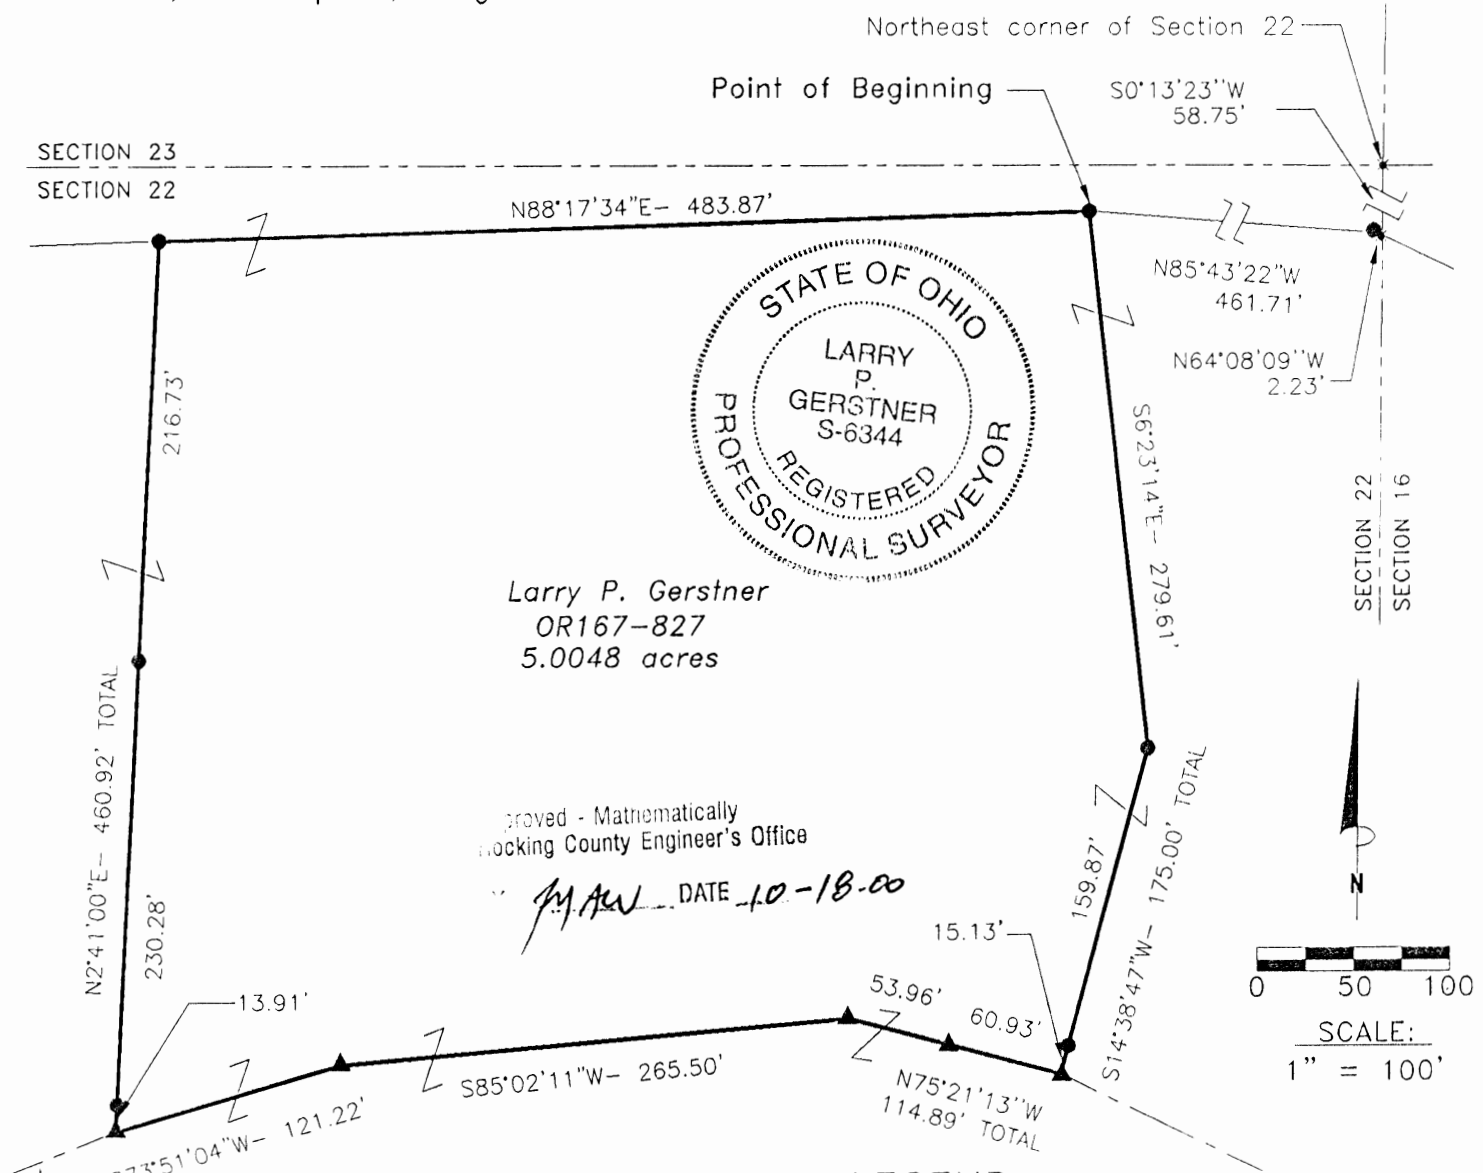 Northeast corner of Section 22
Point of Beginning
S0°13'23"W
58.75'
SECTION 23
SECTION 22
N88°17'34"E– 483.87'
N85°43'22"W
461.71'
N64°08'09"W
2.23'
STATE OF OHIO
LARRY
P.
GERSTNER
S-6344
REGISTERED
PROFESSIONAL SURVEYOR
216.73'
S6°23'14"E– 279.61'
SECTION 22
SECTION 16
Larry P. Gerstner
OR167–827
5.0048 acres
N2°41'00"E– 460.92' TOTAL
230.28'
- Mathematically
County Engineer's Office
MAW DATE 10-18-00
159.87'
S14°38'47"W– 175.00' TOTAL
15.13'
13.91'
53.96'
60.93'
S85°02'11"W– 265.50'
N75°21'13"W
114.89' TOTAL
73°51'04"W– 121.22'
N
0 50 100
SCALE:
1" = 100'